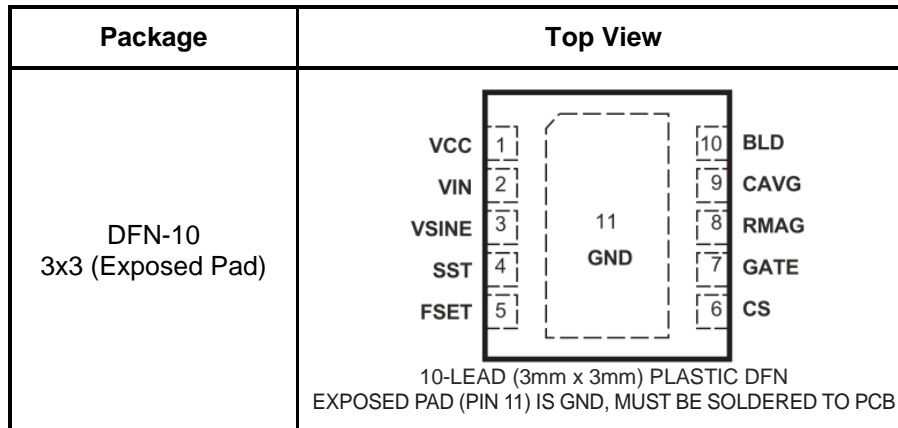 Package
Top View
DFN-10
3x3 (Exposed Pad)
VCC 1
VIN 2
VSINE 3
SST 4
FSET 5
11
GND
10 BLD
9 CAVG
8 RMAG
7 GATE
6 CS
10-LEAD (3mm x 3mm) PLASTIC DFN
EXPOSED PAD (PIN 11) IS GND, MUST BE SOLDERED TO PCB